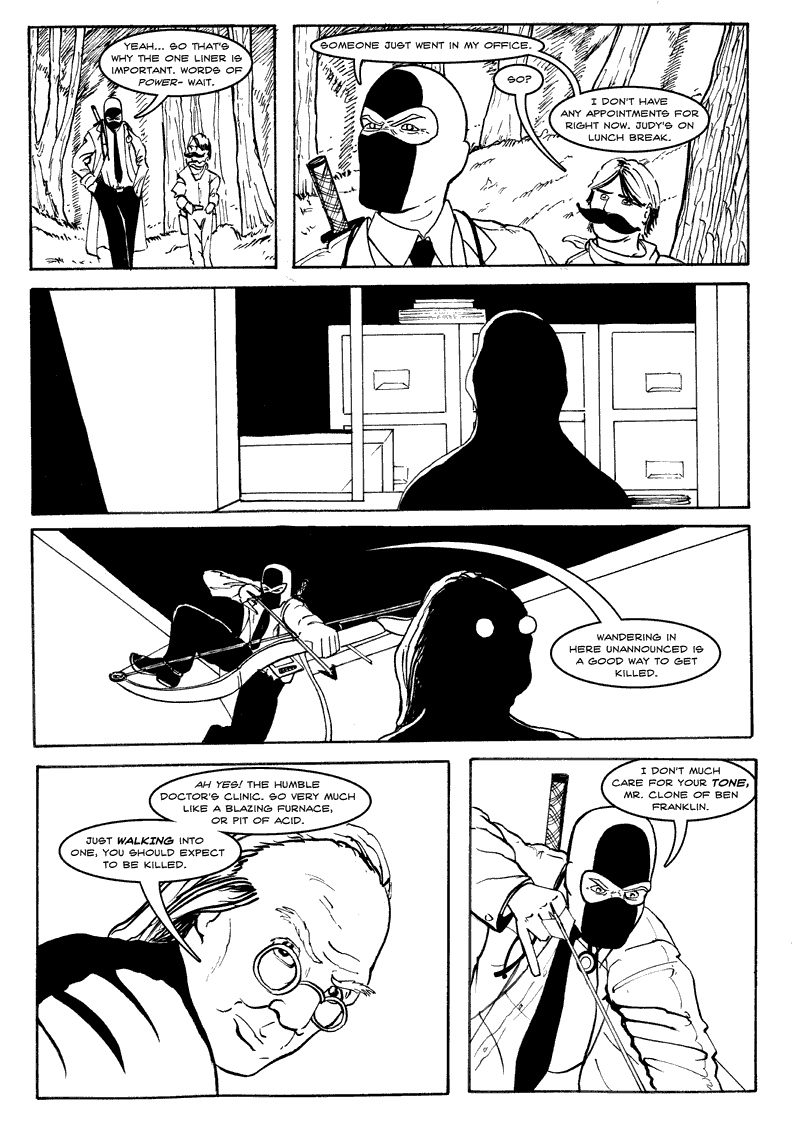 YEAH... SO THAT'S
WHY THE ONE LINER IS
IMPORTANT. WORDS OF
POWER- WAIT.
SOMEONE JUST WENT IN MY OFFICE.
SO?
I DON'T HAVE
ANY APPOINTMENTS FOR
RIGHT NOW. JUDY'S ON
LUNCH BREAK.
WANDERING IN
HERE UNANNOUNCED IS
A GOOD WAY TO GET
KILLED.
AH YES! THE HUMBLE
DOCTOR'S CLINIC. SO VERY MUCH
LIKE A BLAZING FURNACE,
OR PIT OF ACID.
JUST WALKING INTO
ONE, YOU SHOULD EXPECT
TO BE KILLED.
I DON'T MUCH
CARE FOR YOUR TONE,
MR. CLONE OF BEN
FRANKLIN.